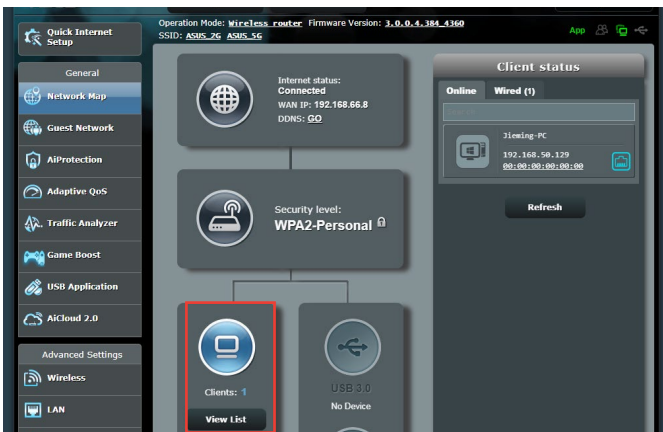 Quick Internet
Setup
Operation Mode: Wireless router Firmware Version: 3.0.0.4.384_4360
SSID: ASUS_2G ASUS_5G
App
General
Network Map
Guest Network
AiProtection
Adaptive QoS
Traffic Analyzer
Game Boost
USB Application
AiCloud 2.0
Advanced Settings
Wireless
LAN
Internet status:
Connected
WAN IP: 192.168.66.8
DDNS: GO
Security level:
WPA2-Personal
Clients: 1
View List
USB 3.0
No Device
Client status
Online Wired (1)
Jieming-PC
192.168.50.129
00:00:00:00:00:00
Refresh